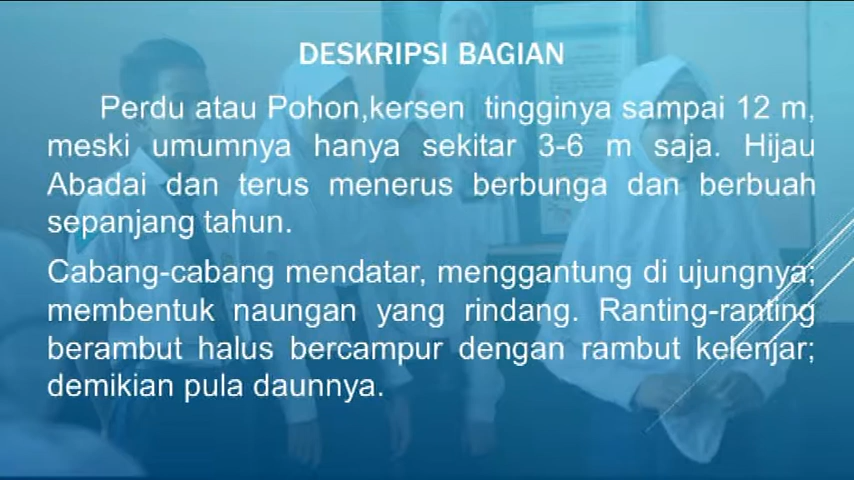 DESKRIPSI BAGIAN
Perdu atau Pohon,kersen tingginya sampai 12 m,
meski umumnya hanya sekitar 3-6 m saja. Hijau
Abadai dan terus menerus berbunga dan berbuah
sepanjang tahun.
Cabang-cabang mendatar, menggantung di ujungnya;
membentuk naungan yang rindang. Ranting-ranting
berambut halus bercampur dengan rambut kelenjar;
demikian pula daunnya.